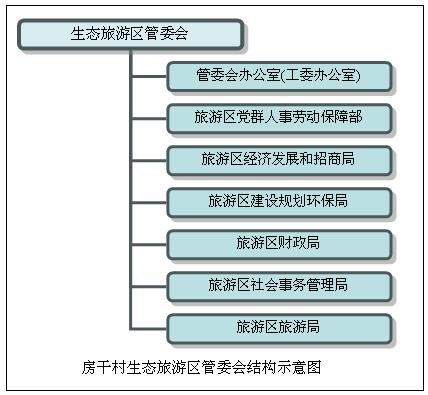 生态旅游区管委会
管委会办公室(工委办公室)
旅游区党群人事劳动保障部
旅游区经济发展和招商局
旅游区建设规划环保局
旅游区财政局
旅游区社会事务管理局
旅游区旅游局
房干村生态旅游区管委会结构示意图